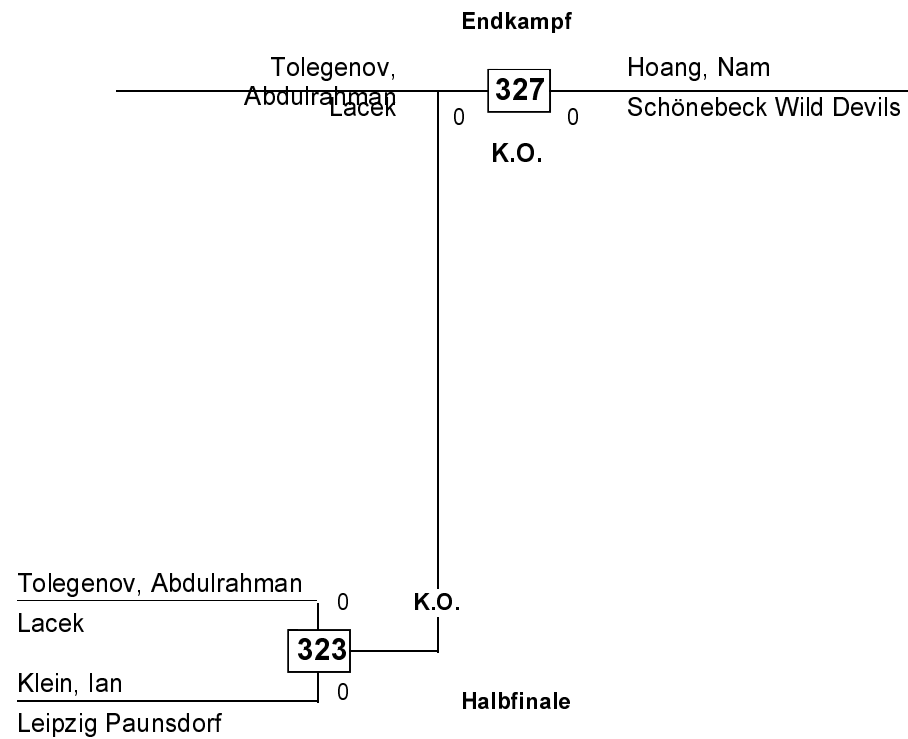 Endkampf
Tolegenov,
Abdulrahman
Lacek
0
327
0
K.O.
Hoang, Nam
Schönebeck Wild Devils
Tolegenov, Abdulrahman
Lacek
0
K.O.
323
Klein, Ian
Leipzig Paunsdorf
0
Halbfinale